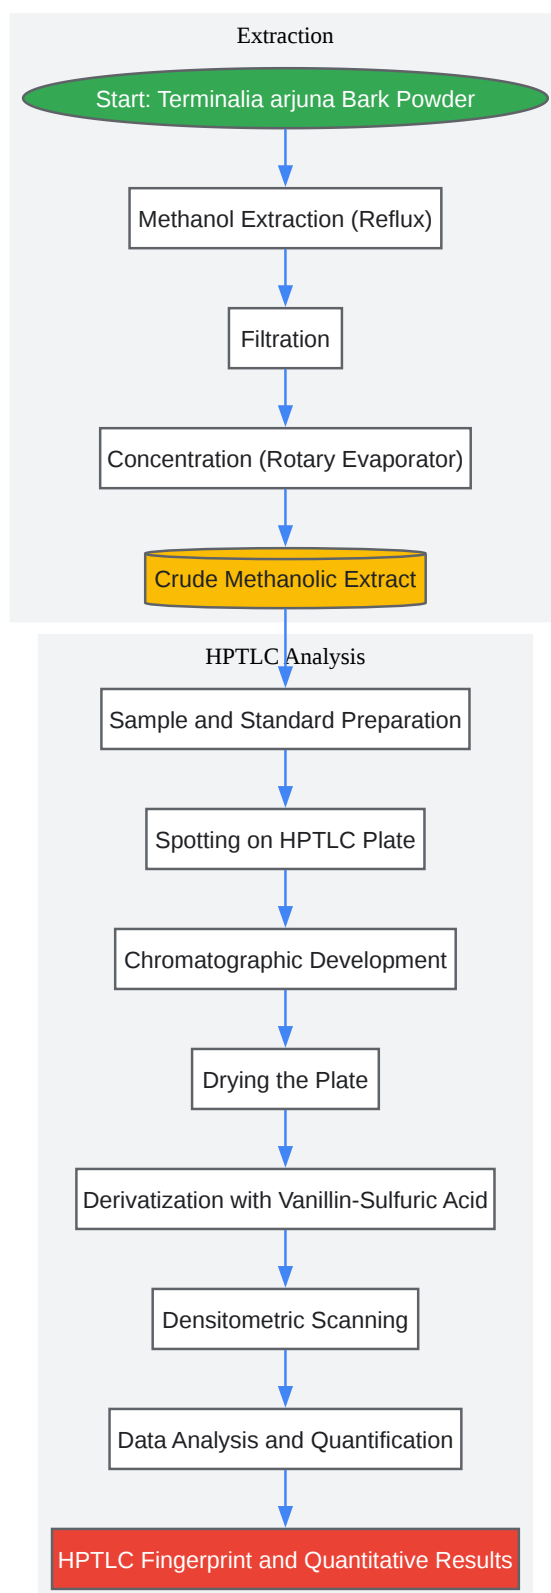 Extraction
Start: Terminalia arjuna Bark Powder
Methanol Extraction (Reflux)
Filtration
Concentration (Rotary Evaporator)
Crude Methanolic Extract
HPTLC Analysis
Sample and Standard Preparation
Spotting on HPTLC Plate
Chromatographic Development
Drying the Plate
Derivatization with Vanillin-Sulfuric Acid
Densitometric Scanning
Data Analysis and Quantification
HPTLC Fingerprint and Quantitative Results